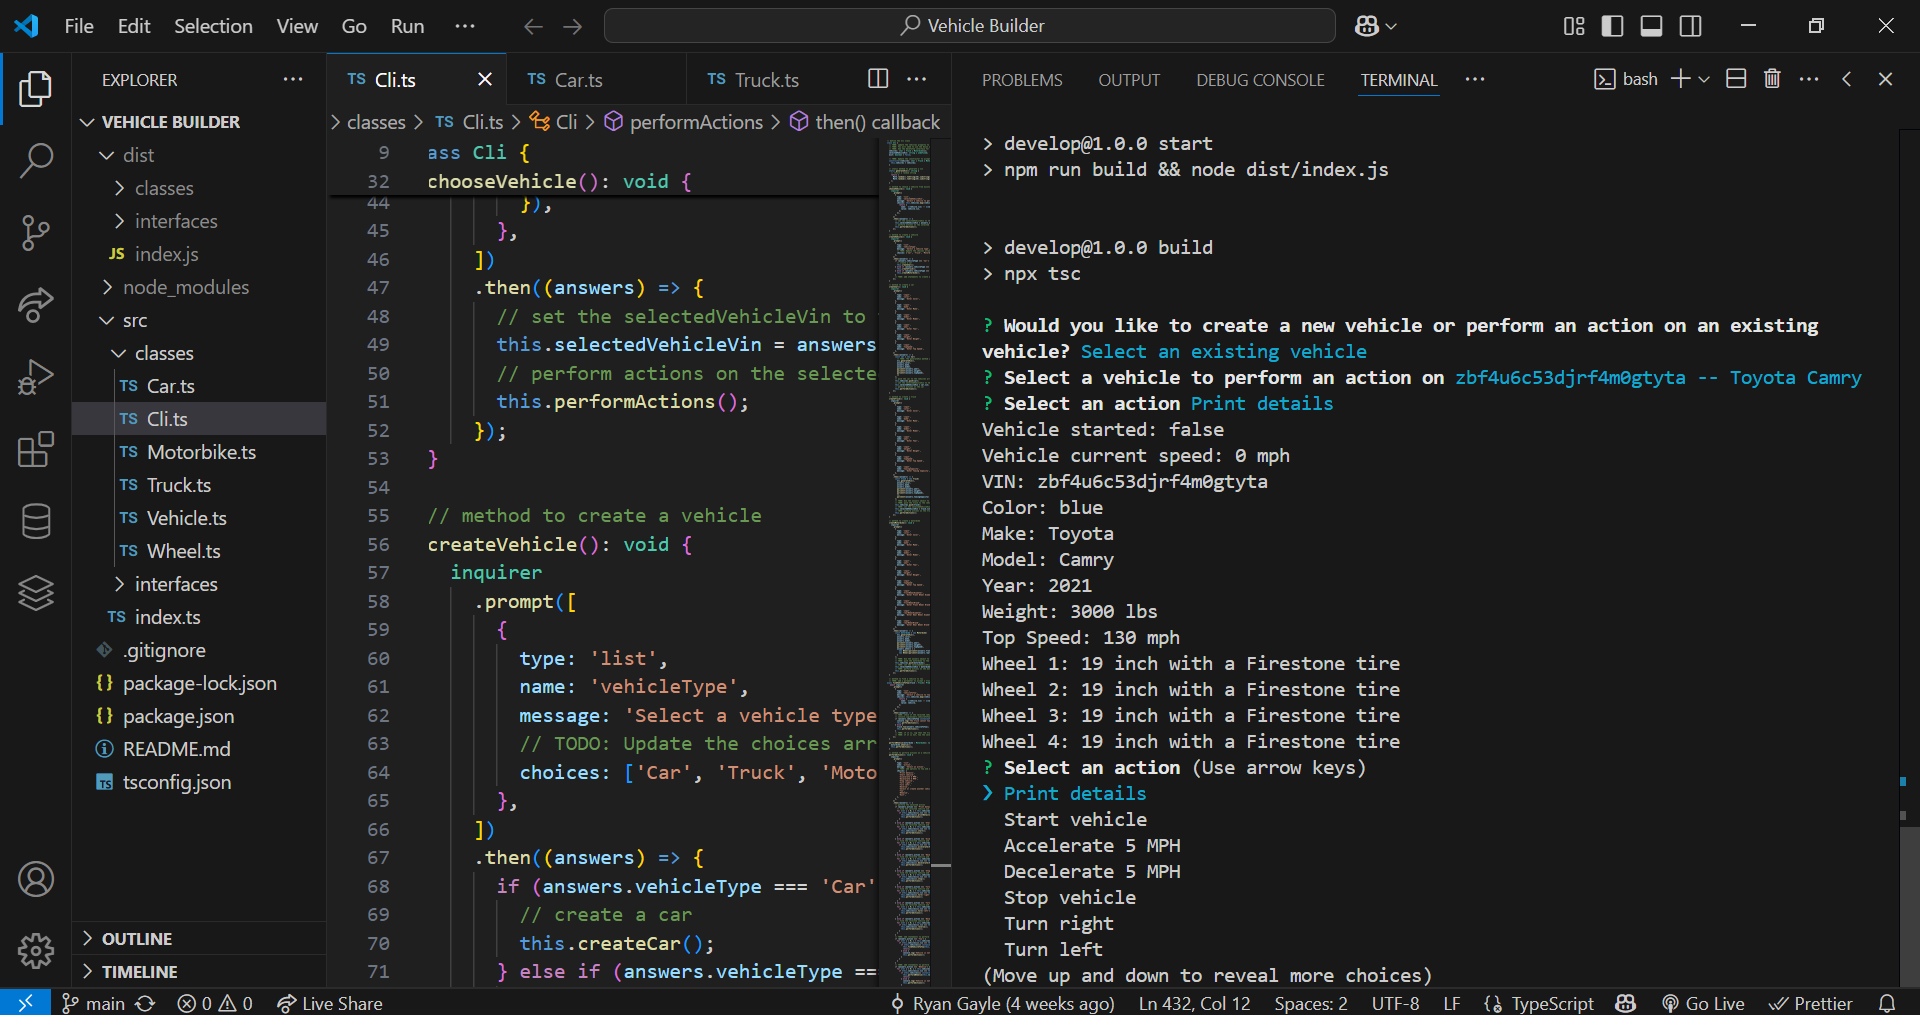 File Edit Selection View Go Run ··· Vehicle Builder
EXPLORER ···
VEHICLE BUILDER
dist
classes
interfaces
JS index.js
node_modules
src
classes
TS Car.ts
TS Cli.ts
TS Motorbike.ts
TS Truck.ts
TS Vehicle.ts
TS Wheel.ts
interfaces
TS index.ts
.gitignore
{} package-lock.json
{} package.json
README.md
TS tsconfig.json
OUTLINE
TIMELINE
TS Cli.ts TS Car.ts TS Truck.ts ···
> classes > TS Cli.ts > Cli > performActions > then() callback
9 ass Cli {
32 chooseVehicle(): void {
44 }),
45 },
46 ])
47 .then((answers) => {
48 // set the selectedVehicleVin to
49 this.selectedVehicleVin = answers
50 // perform actions on the selecte
51 this.performActions();
52 });
53 }
54
55 // method to create a vehicle
56 createVehicle(): void {
57 inquirer
58 .prompt([
59 {
60 type: 'list',
61 name: 'vehicleType',
62 message: 'Select a vehicle type
63 // TODO: Update the choices arr
64 choices: ['Car', 'Truck', 'Moto
65 },
66 ])
67 .then((answers) => {
68 if (answers.vehicleType === 'Car'
69 // create a car
70 this.createCar();
71 } else if (answers.vehicleType ==
PROBLEMS OUTPUT DEBUG CONSOLE TERMINAL ··· bash ···
> develop@1.0.0 start
> npm run build && node dist/index.js
> develop@1.0.0 build
> npx tsc
? Would you like to create a new vehicle or perform an action on an existing
vehicle? Select an existing vehicle
? Select a vehicle to perform an action on zbf4u6c53djrf4m0gtyta -- Toyota Camry
? Select an action Print details
Vehicle started: false
Vehicle current speed: 0 mph
VIN: zbf4u6c53djrf4m0gtyta
Color: blue
Make: Toyota
Model: Camry
Year: 2021
Weight: 3000 lbs
Top Speed: 130 mph
Wheel 1: 19 inch with a Firestone tire
Wheel 2: 19 inch with a Firestone tire
Wheel 3: 19 inch with a Firestone tire
Wheel 4: 19 inch with a Firestone tire
? Select an action (Use arrow keys)
❯ Print details
Start vehicle
Accelerate 5 MPH
Decelerate 5 MPH
Stop vehicle
Turn right
Turn left
(Move up and down to reveal more choices)
main 0 0 Live Share Ryan Gayle (4 weeks ago) Ln 432, Col 12 Spaces: 2 UTF-8 LF {} TypeScript Go Live Prettier